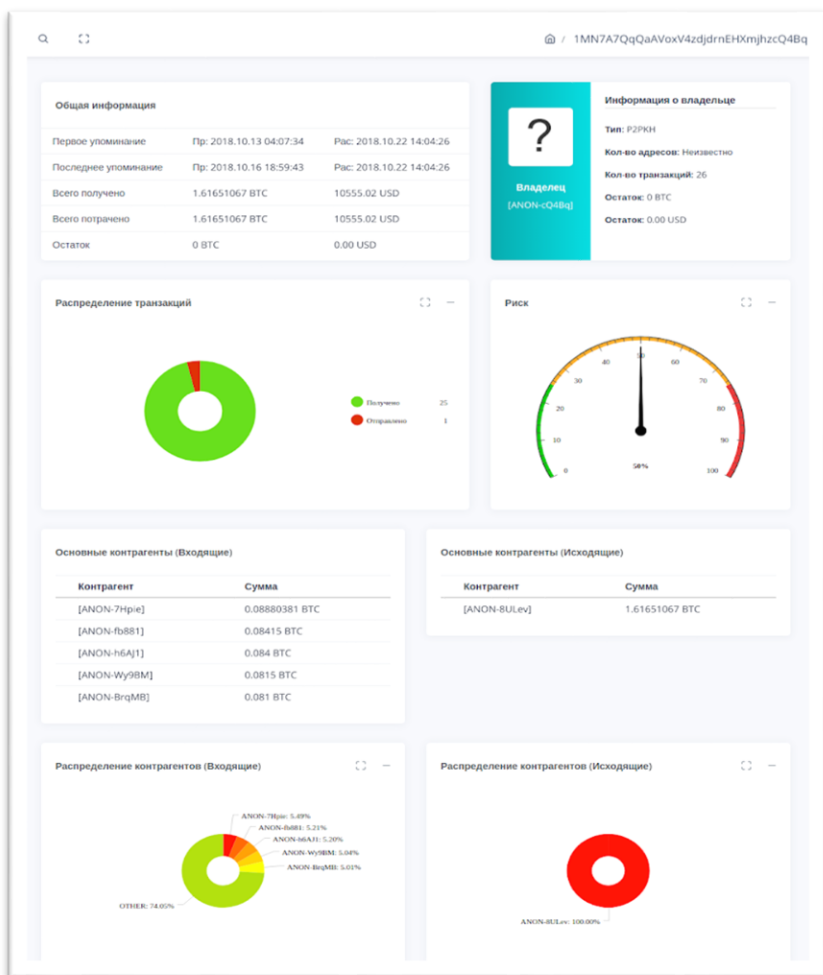 / 1MN7A7QqQaAVoxV4zdjdrnEHXmjhzcQ4Bq
Общая информация
Первое упоминание Пр: 2018.10.13 04:07:34 Рас: 2018.10.22 14:04:26
Последнее упоминание Пр: 2018.10.16 18:59:43 Рас: 2018.10.22 14:04:26
Всего получено 1.61651067 BTC 10555.02 USD
Всего потрачено 1.61651067 BTC 10555.02 USD
Остаток 0 BTC 0.00 USD
?
Владелец
[ANON-cQ4Bq]
Информация о владельце
Тип: P2PKH
Кол-во адресов: Неизвестно
Кол-во транзакций: 26
Остаток: 0 BTC
Остаток: 0.00 USD
Распределение транзакций
Получено 25
Отправлено 1
Риск
0
10
20
30
40
50
60
70
80
90
100
50%
Основные контрагенты (Входящие)
Контрагент Сумма
[ANON-7Hpie] 0.08880381 BTC
[ANON-fb881] 0.08415 BTC
[ANON-h6AJ1] 0.084 BTC
[ANON-Wy9BM] 0.0815 BTC
[ANON-BrqMB] 0.081 BTC
Основные контрагенты (Исходящие)
Контрагент Сумма
[ANON-8ULev] 1.61651067 BTC
Распределение контрагентов (Входящие)
ANON-7Hpie: 5.49%
ANON-fb881: 5.21%
ANON-h6AJ1: 5.20%
ANON-Wy9BM: 5.04%
ANON-BrqMB: 5.01%
OTHER: 74.05%
Распределение контрагентов (Исходящие)
ANON-8ULev: 100.00%